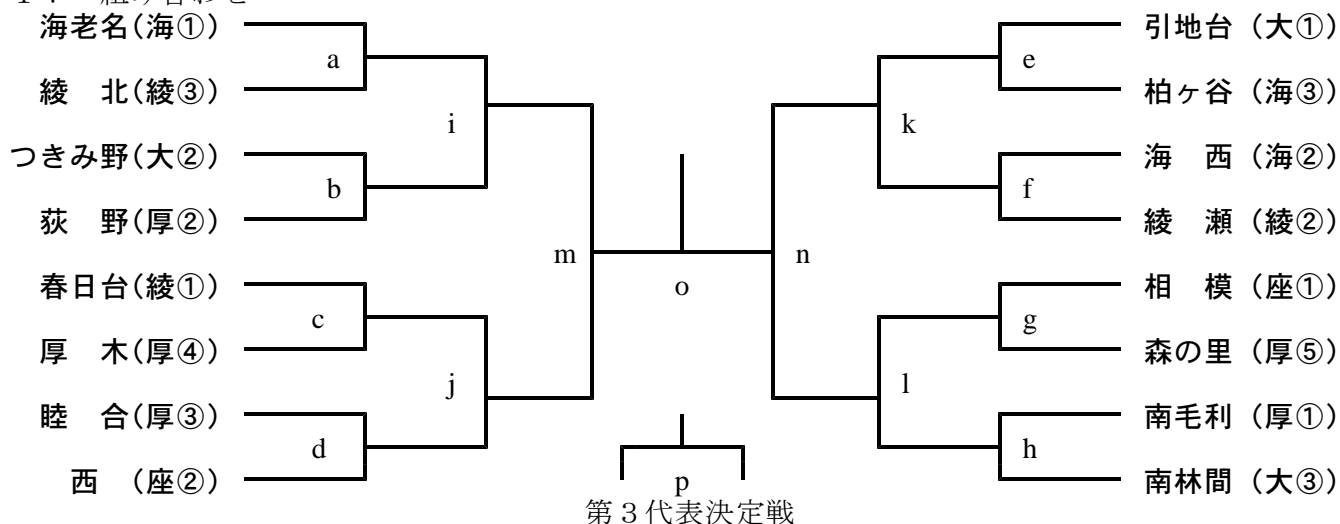 海老名(海①)
綾　北(綾③)
つきみ野(大②)
荻　野(厚②)
春日台(綾①)
厚　木(厚④)
睦　合(厚③)
西　(座②)
a
b
c
d
i
j
m
o
p
第３代表決定戦
n
k
l
e
f
g
h
引地台（大①）
柏ヶ谷（海③）
海　西（海②）
綾　瀬（綾②）
相　模（座①）
森の里（厚⑤）
南毛利（厚①）
南林間（大③）